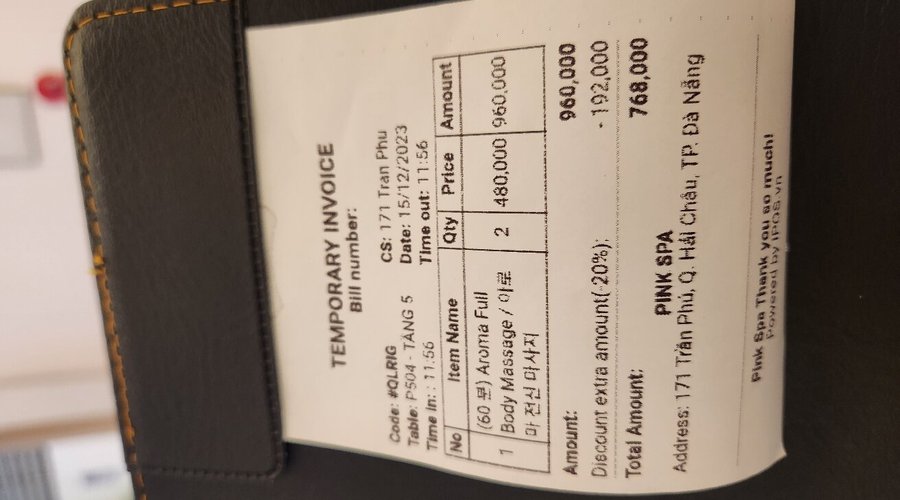 TEMPORARY INVOICE
Bill number:
Code: #QLRIG CS: 171 Tran Phu
Table: P504 - TẦNG 5 Date: 15/12/2023
Time in: : 11:56 Time out: 11:56
No Item Name Qty Price Amount
(60 분) Aroma Full
1 Body Massage / 아로 2 480,000 960,000
마 전신 마사지
Amount: 960,000
Discount extra amount(-20%): - 192,000
Total Amount: 768,000
PINK SPA
Address: 171 Trần Phú, Q. Hải Châu, TP. Đà Nẵng
Pink Spa Thank you so much!
Powered by iPOS.vn